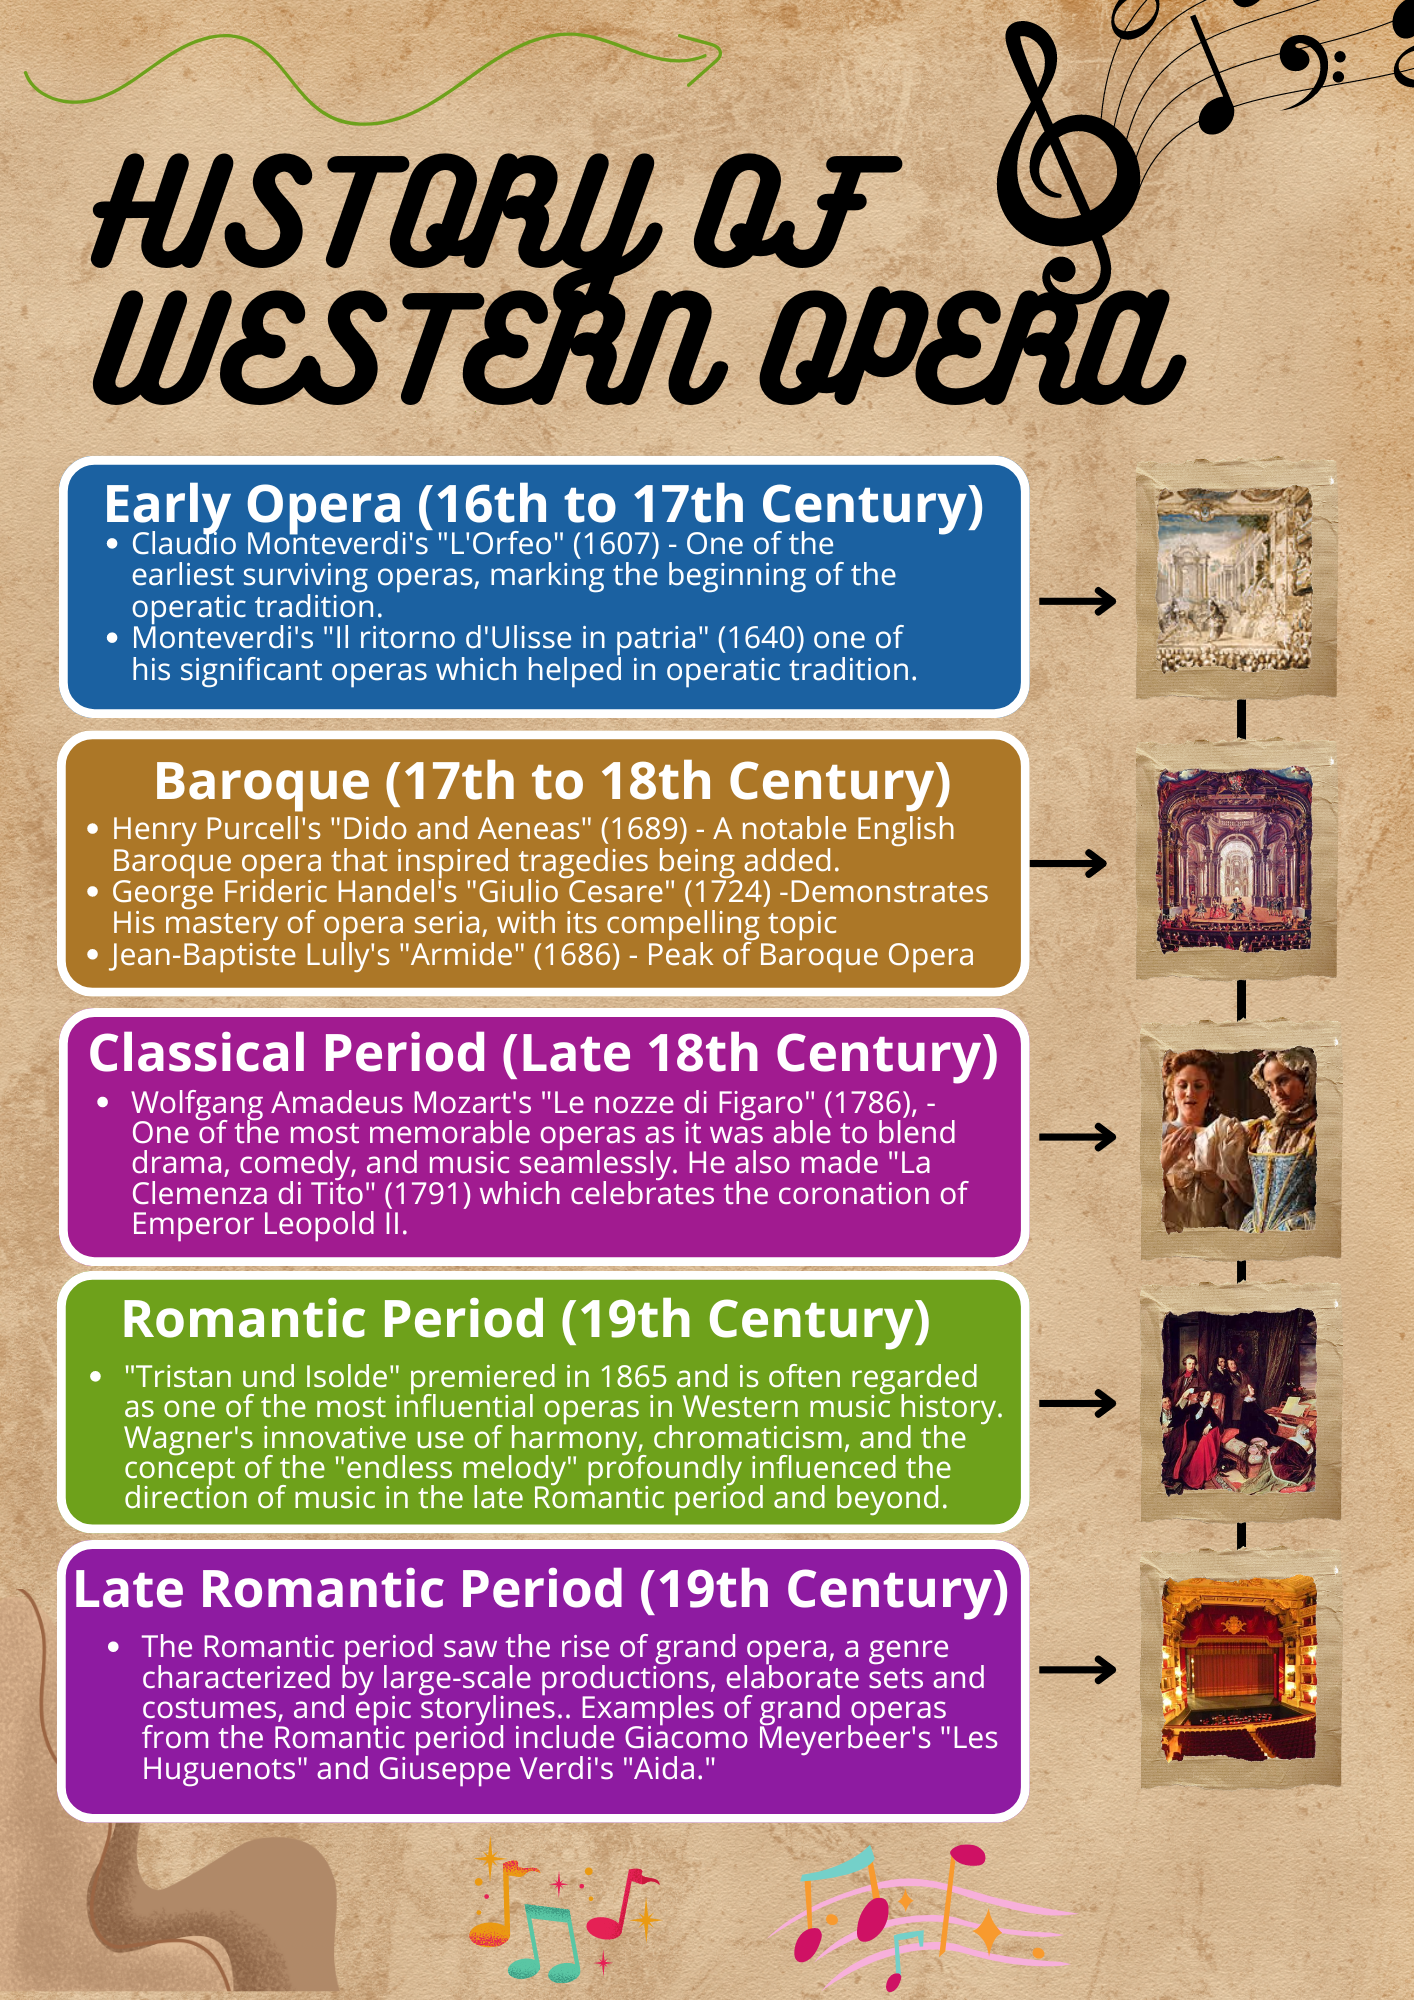 HISTORY OF
WESTERN OPERA
Early Opera (16th to 17th Century)
• Claudio Monteverdi's "L'Orfeo" (1607) - One of the
earliest surviving operas, marking the beginning of the
operatic tradition.
• Monteverdi's "Il ritorno d'Ulisse in patria" (1640) one of
his significant operas which helped in operatic tradition.
Baroque (17th to 18th Century)
• Henry Purcell's "Dido and Aeneas" (1689) - A notable English
Baroque opera that inspired tragedies being added.
• George Frideric Handel's "Giulio Cesare" (1724) -Demonstrates
His mastery of opera seria, with its compelling topic
• Jean-Baptiste Lully's "Armide" (1686) - Peak of Baroque Opera
Classical Period (Late 18th Century)
• Wolfgang Amadeus Mozart's "Le nozze di Figaro" (1786), -
One of the most memorable operas as it was able to blend
drama, comedy, and music seamlessly. He also made "La
Clemenza di Tito" (1791) which celebrates the coronation of
Emperor Leopold II.
Romantic Period (19th Century)
• "Tristan und Isolde" premiered in 1865 and is often regarded
as one of the most influential operas in Western music history.
Wagner's innovative use of harmony, chromaticism, and the
concept of the "endless melody" profoundly influenced the
direction of music in the late Romantic period and beyond.
Late Romantic Period (19th Century)
• The Romantic period saw the rise of grand opera, a genre
characterized by large-scale productions, elaborate sets and
costumes, and epic storylines.. Examples of grand operas
from the Romantic period include Giacomo Meyerbeer's "Les
Huguenots" and Giuseppe Verdi's "Aida."